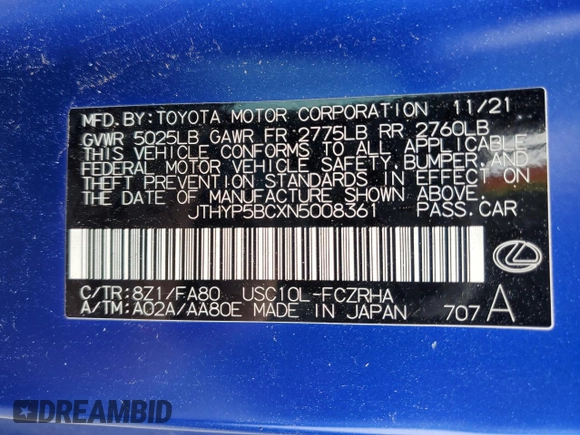 MFD. BY: TOYOTA MOTOR CORPORATION 11/21
GVWR 5025LB GAWR FR 2775LB RR 2760LB
THIS VEHICLE CONFORMS TO ALL APPLICABLE
FEDERAL MOTOR VEHICLE SAFETY, BUMPER, AND
THEFT PREVENTION STANDARDS IN EFFECT ON
THE DATE OF MANUFACTURE SHOWN ABOVE.
JTHYP5BCXN5008361 PASS. CAR
C/TR: 8Z1/FA80 USC10L-FCZRHA
A/TM: A02A/AA80E MADE IN JAPAN 707 A
DREAMBID